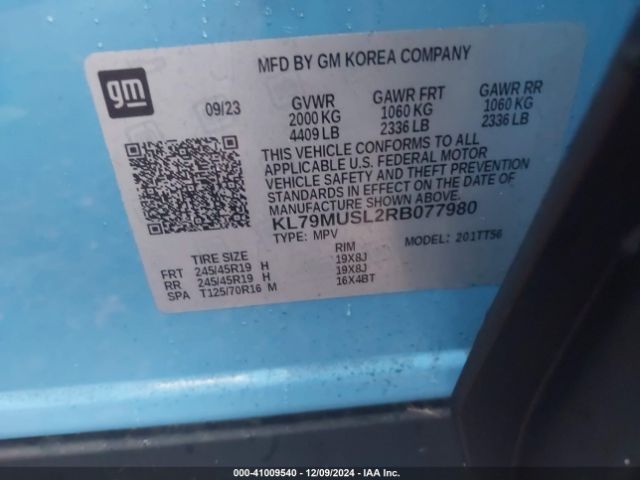 gm
MFD BY GM KOREA COMPANY
09/23 GVWR GAWR FRT GAWR RR
2000 KG 1060 KG 1060 KG
4409 LB 2336 LB 2336 LB
THIS VEHICLE CONFORMS TO ALL
APPLICABLE U.S. FEDERAL MOTOR
VEHICLE SAFETY AND THEFT PREVENTION
STANDARDS IN EFFECT ON THE DATE OF
MANUFACTURE SHOWN ABOVE.
KL79MUSL2RB077980
TYPE: MPV MODEL: 201TT56
TIRE SIZE RIM
FRT 245/45R19 H 19X8J
RR 245/45R19 H 19X8J
SPA T125/70R16 M 16X4BT
000-41009540 - 12/09/2024 - IAA Inc.